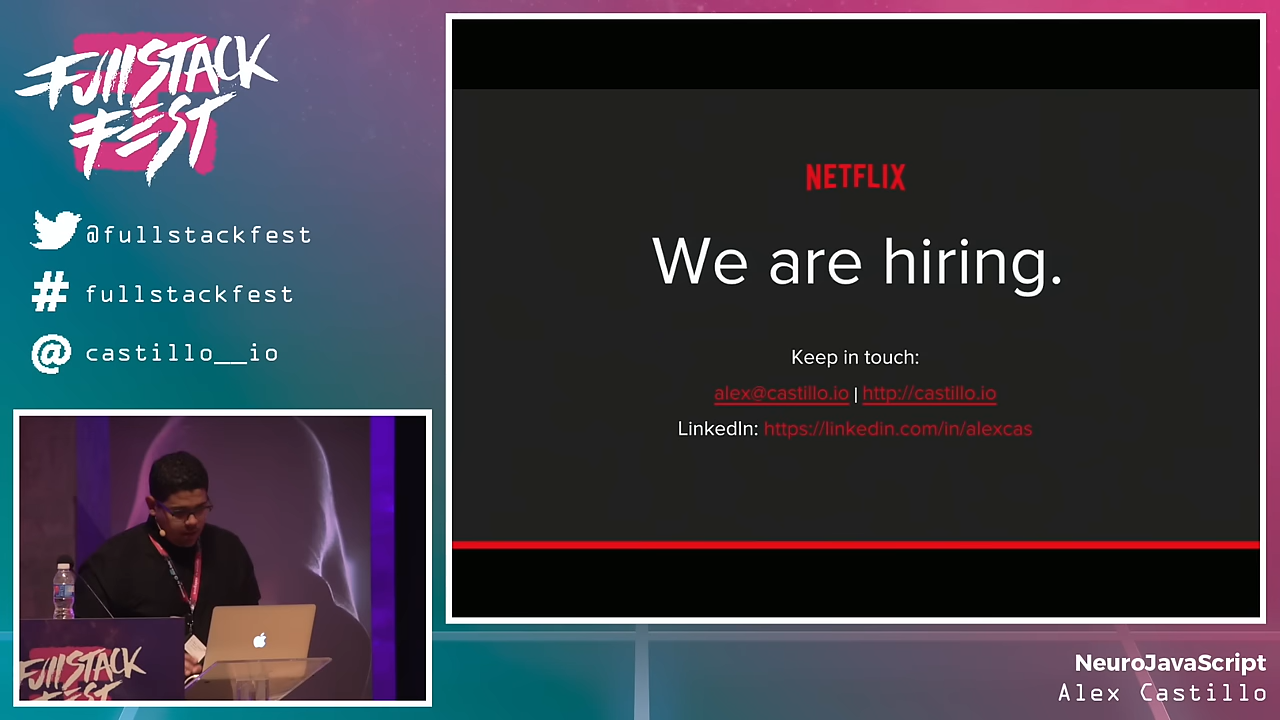 FullSTACK
FEST
@fullstackfest
# fullstackfest
@ castillo__io
NETFLIX
We are hiring.
Keep in touch:
alex@castillo.io | http://castillo.io
LinkedIn: https://linkedin.com/in/alexcas
FullSTACK
FEST
NeuroJavaScript
Alex Castillo